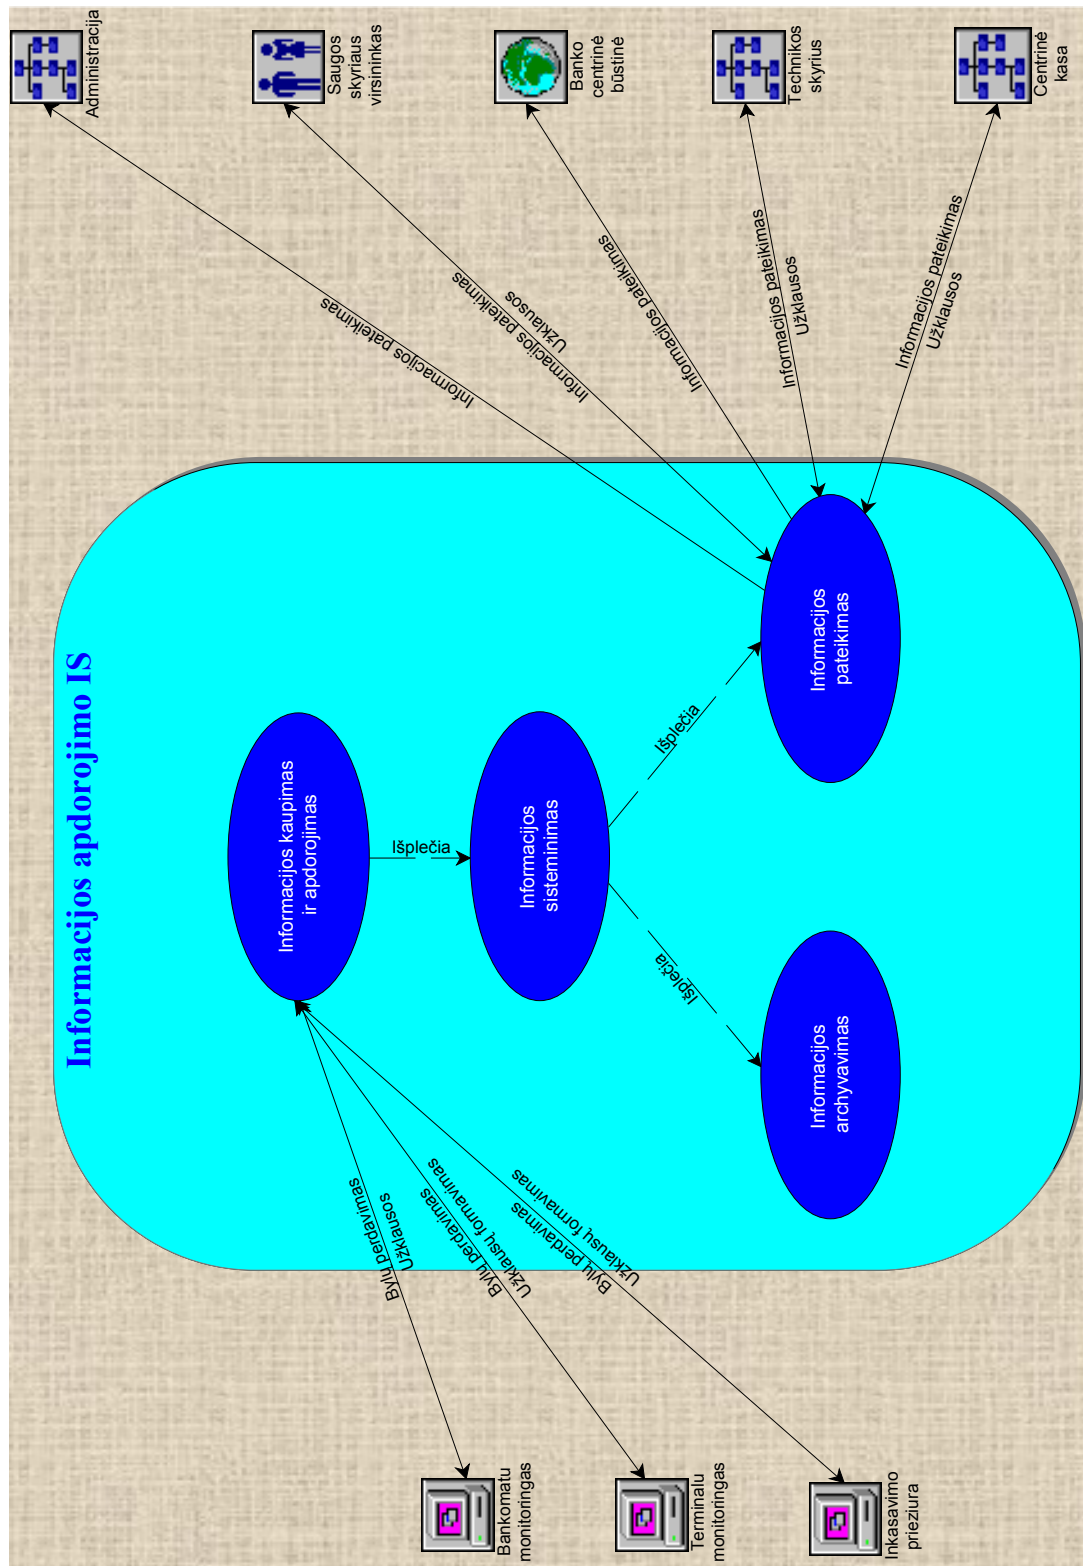 Informacijos apdorojimo IS
Bankomatu
monitoringas
Terminalu
monitoringas
Inkasavimo
prieziura
Bylų perdavimas
Užklausos
Bylų perdavimas
Užklausų formavimas
Bylų perdavimas
Užklausų formavimas
Informacijos kaupimas
ir apdorojimas
Išplečia
Informacijos
sisteminimas
Išplečia
Išplečia
Informacijos
archyvavimas
Informacijos
pateikimas
Informacijos pateikimas
Užklausos
Informacijos pateikimas
Informacijos pateikimas
Informacijos pateikimas
Užklausos
Informacijos pateikimas
Užklausos
Administracija
Saugos
skyriaus
virsininkas
Banko
centrinė
būstinė
Technikos
skyrius
Centrinė
kasa